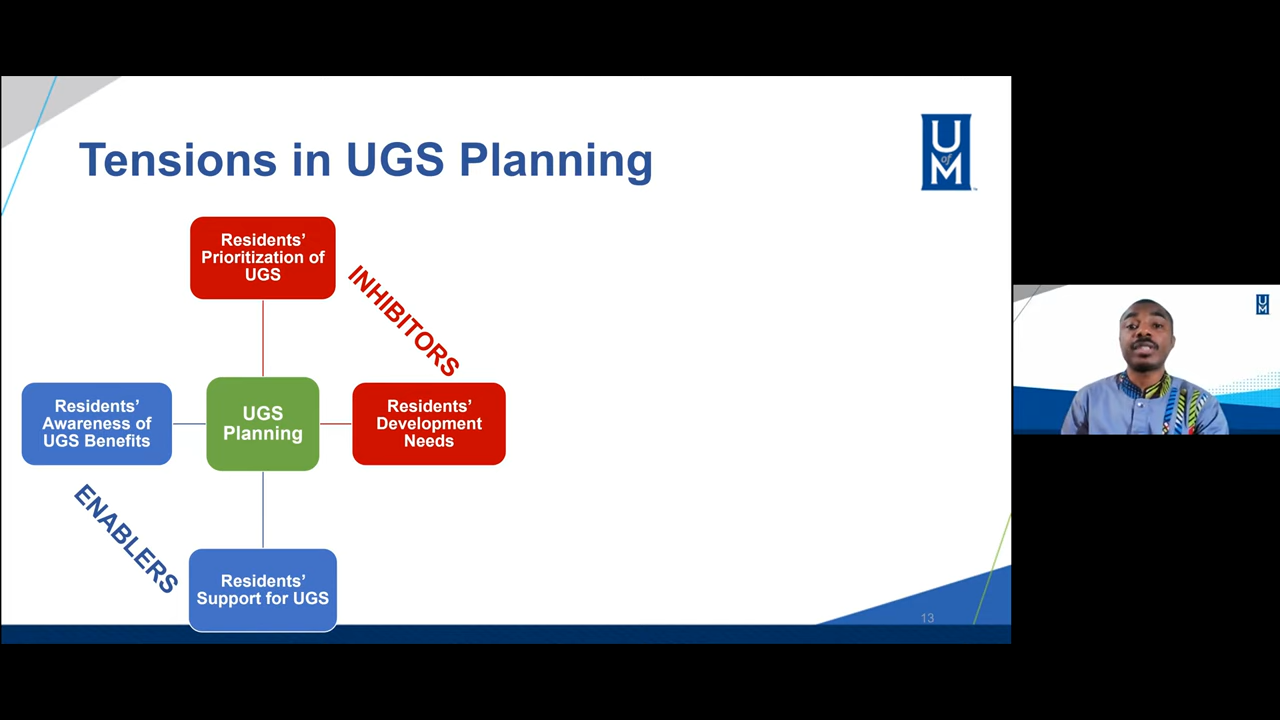 Tensions in UGS Planning
U
of
M
Residents’
Prioritization of
UGS
INHIBITORS
Residents’
Awareness of
UGS Benefits
UGS
Planning
Residents’
Development
Needs
ENABLERS
Residents’
Support for UGS
13
U
M